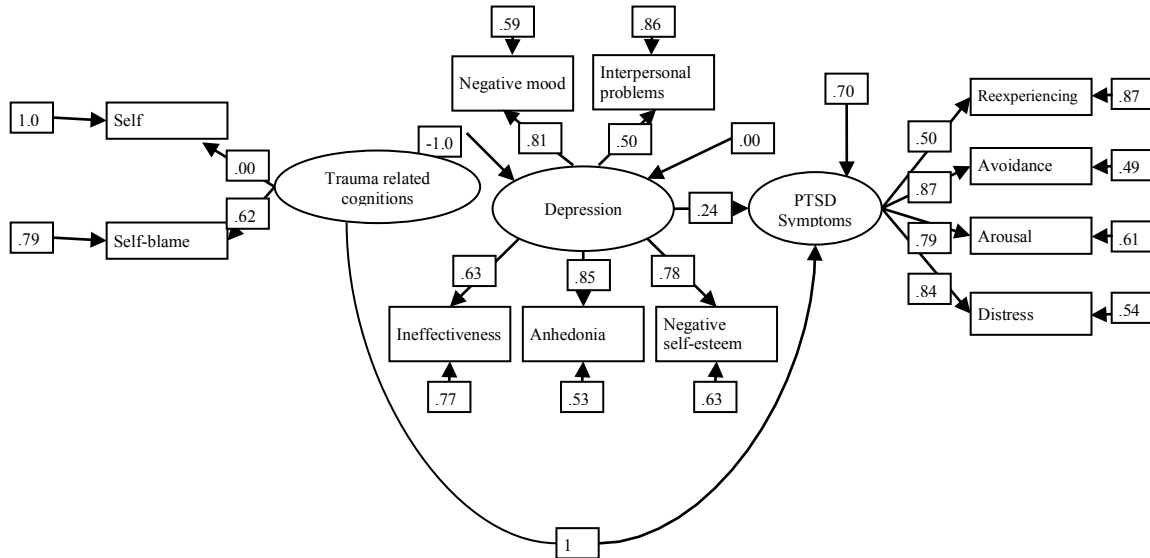 .59
.86
Negative mood
Interpersonal
problems
.70
Reexperiencing
.87
1.0
Self
-1.0
.81
.50
.00
.50
.00
Trauma related
cognitions
Avoidance
.49
.87
Depression
.24
PTSD
Symptoms
.62
.79
Self-blame
.79
Arousal
.61
.63
.85
.78
.84
Distress
.54
Ineffectiveness
Anhedonia
Negative
self-esteem
.77
.53
.63
1